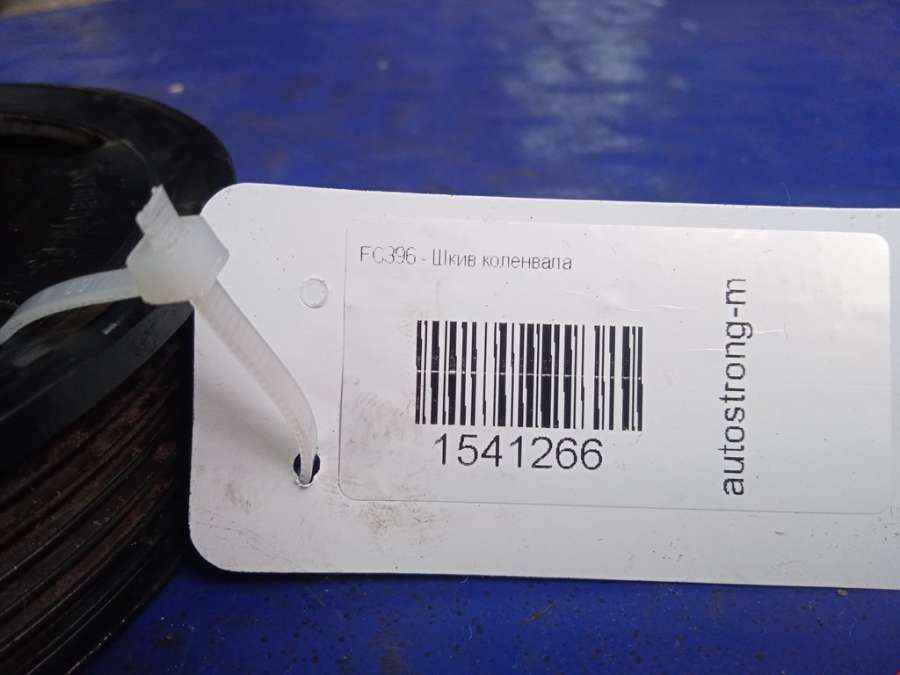 FC396 - Шкив коленвала
1541266
autostrong-m